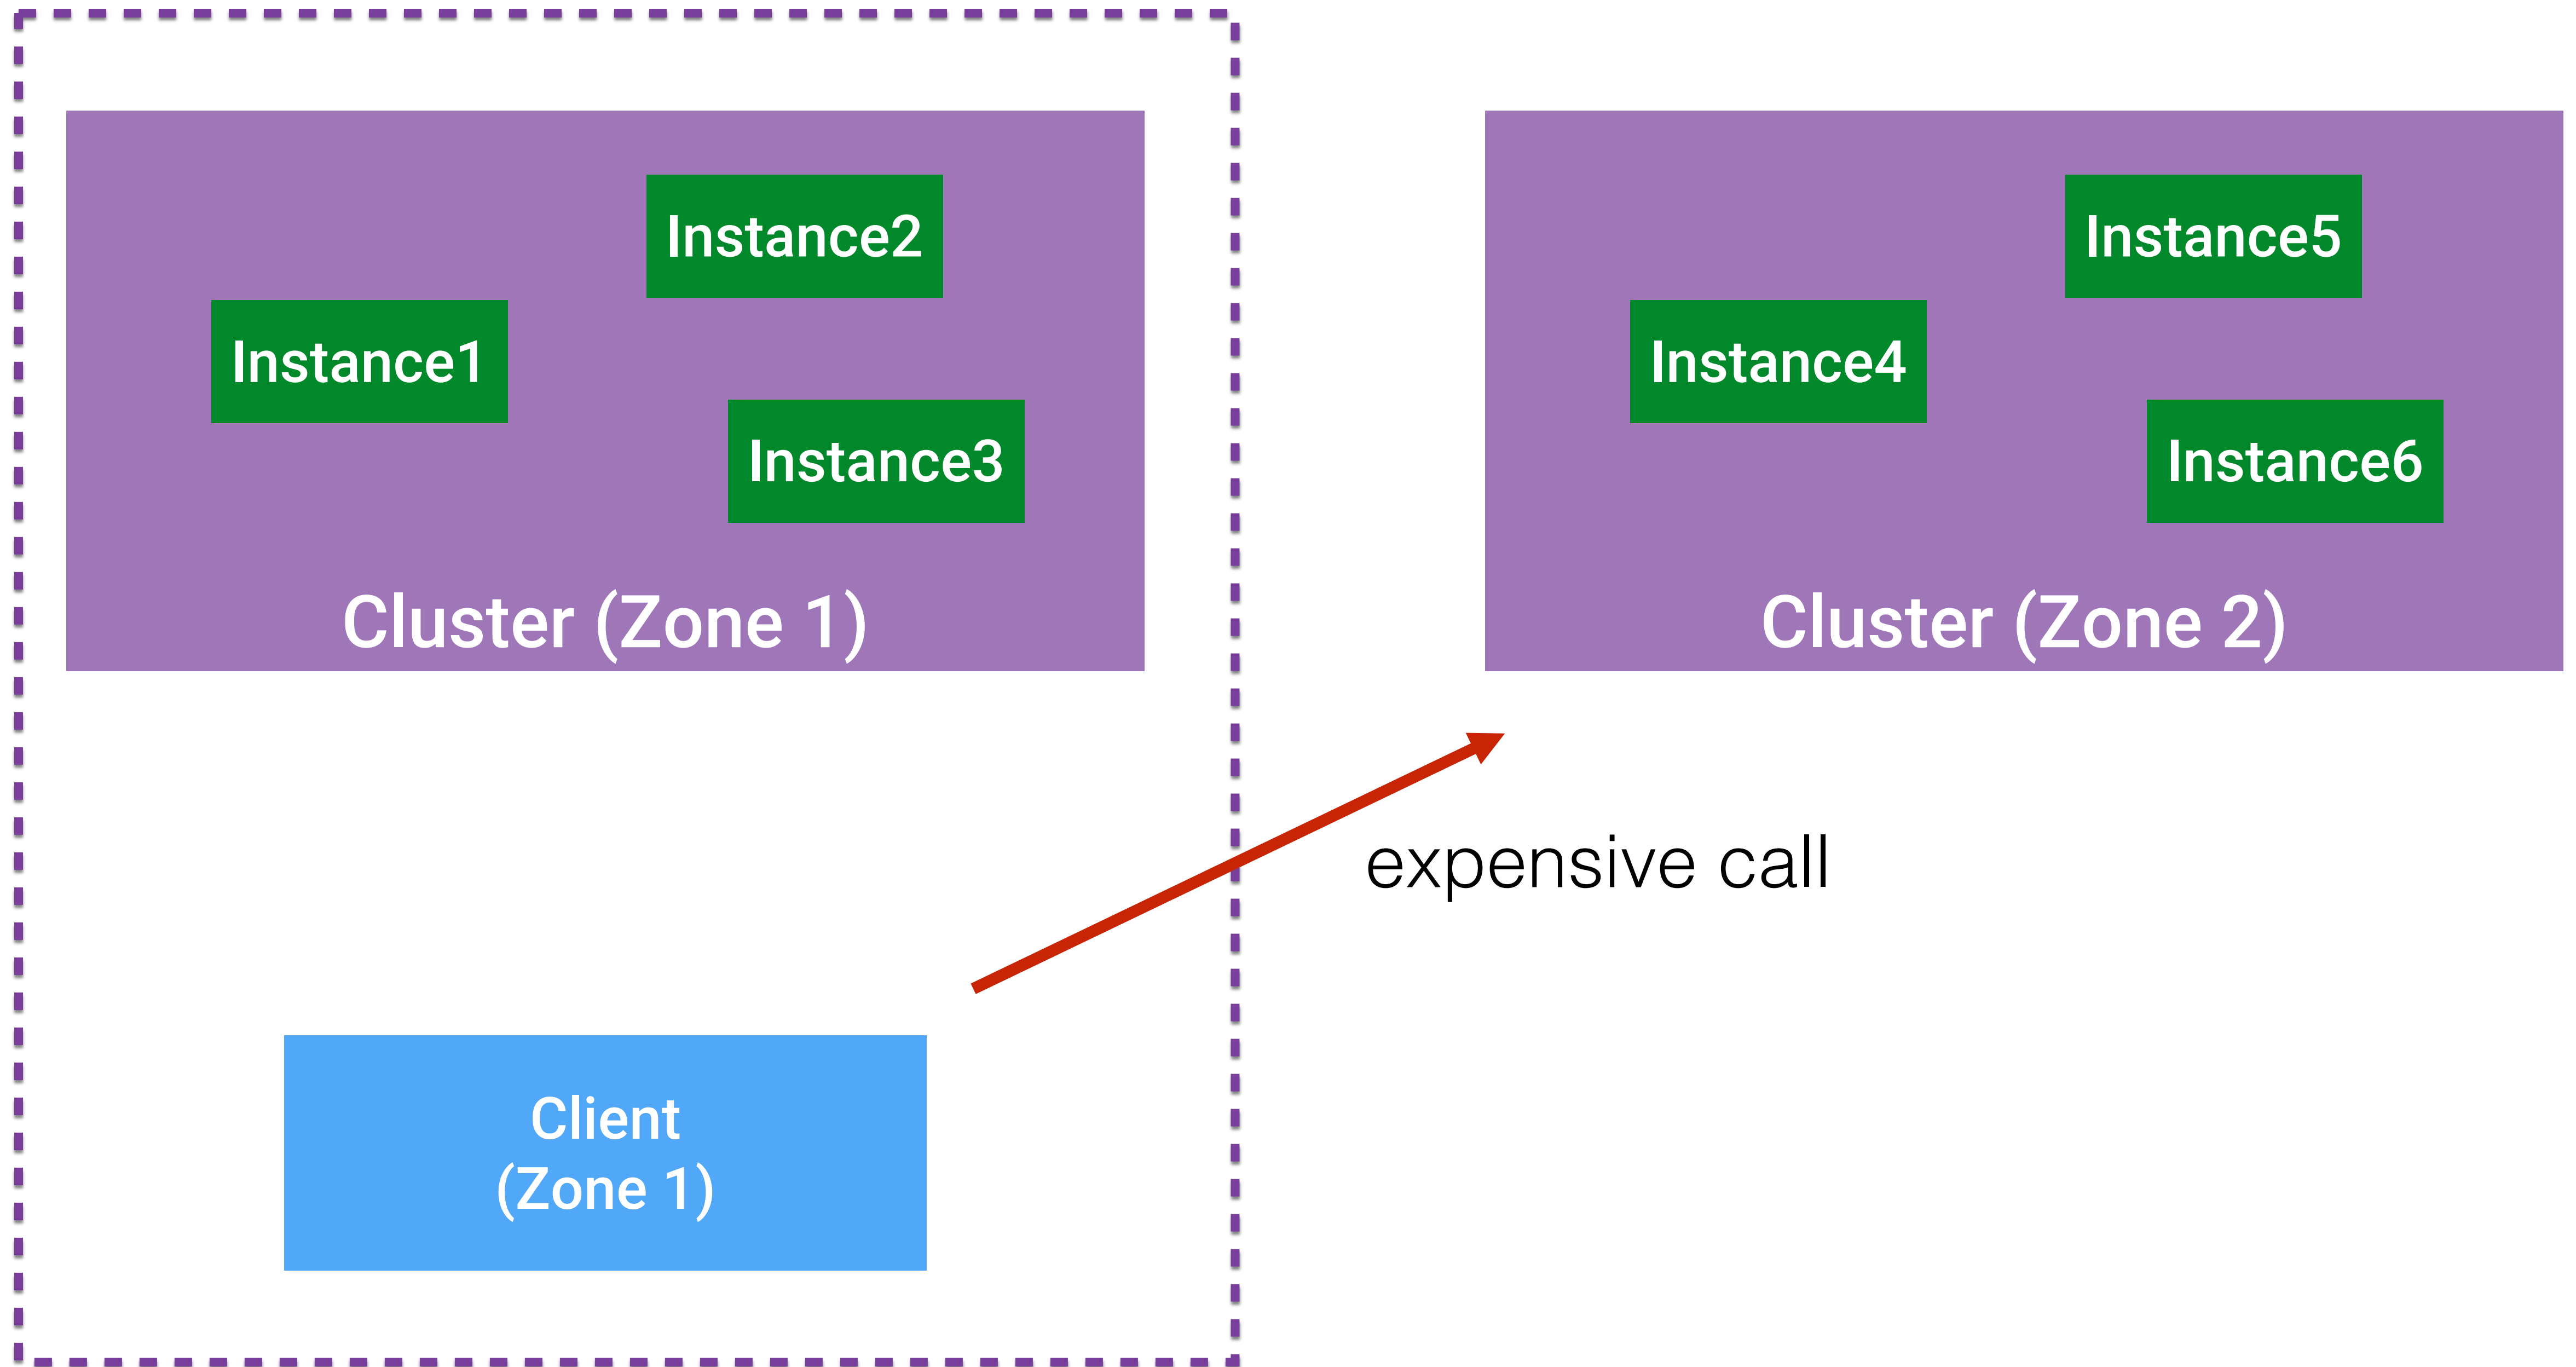 Instance2
Instance1
Instance3
Cluster (Zone 1)
Instance5
Instance4
Instance6
Cluster (Zone 2)
expensive call
Client
(Zone 1)